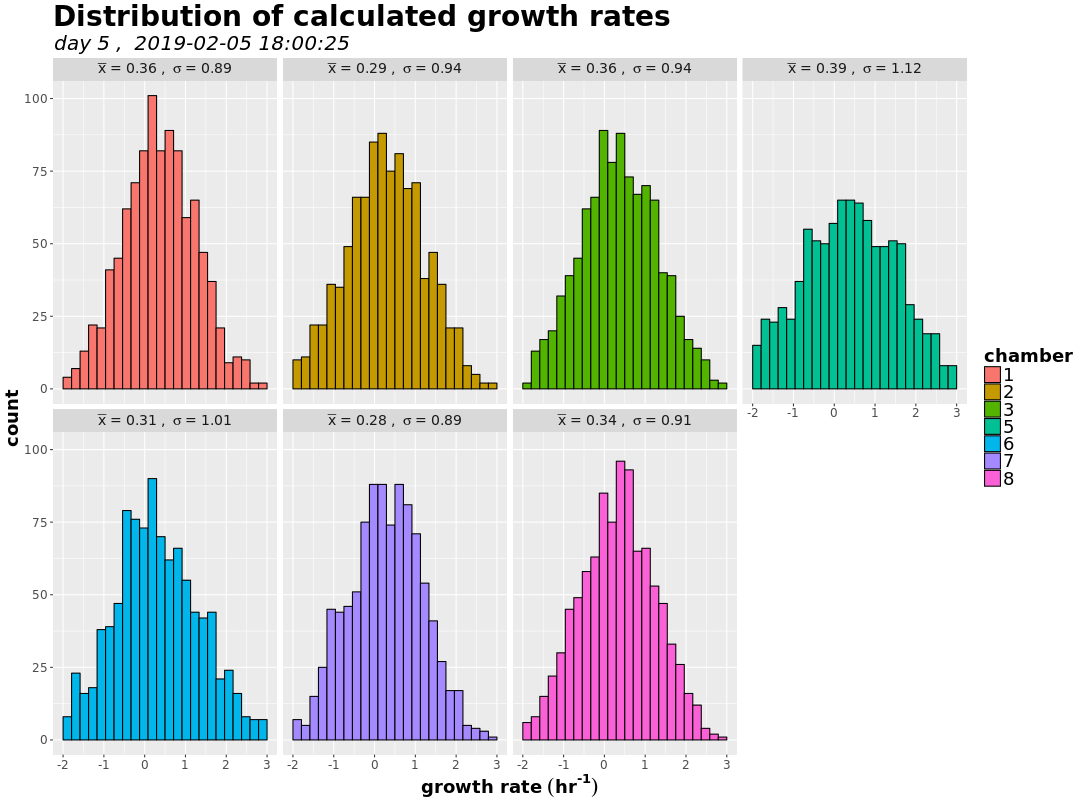 Distribution of calculated growth rates
day 5 , 2019-02-05 18:00:25
x̅ = 0.36 , σ = 0.89
x̅ = 0.29 , σ = 0.94
x̅ = 0.36 , σ = 0.94
x̅ = 0.39 , σ = 1.12
100
75
50
25
0
-2 -1 0 1 2 3
x̅ = 0.31 , σ = 1.01
x̅ = 0.28 , σ = 0.89
x̅ = 0.34 , σ = 0.91
100
75
50
25
0
-2 -1 0 1 2 3
-2 -1 0 1 2 3
-2 -1 0 1 2 3
count
growth rate (hr⁻¹)
chamber
1
2
3
5
6
7
8